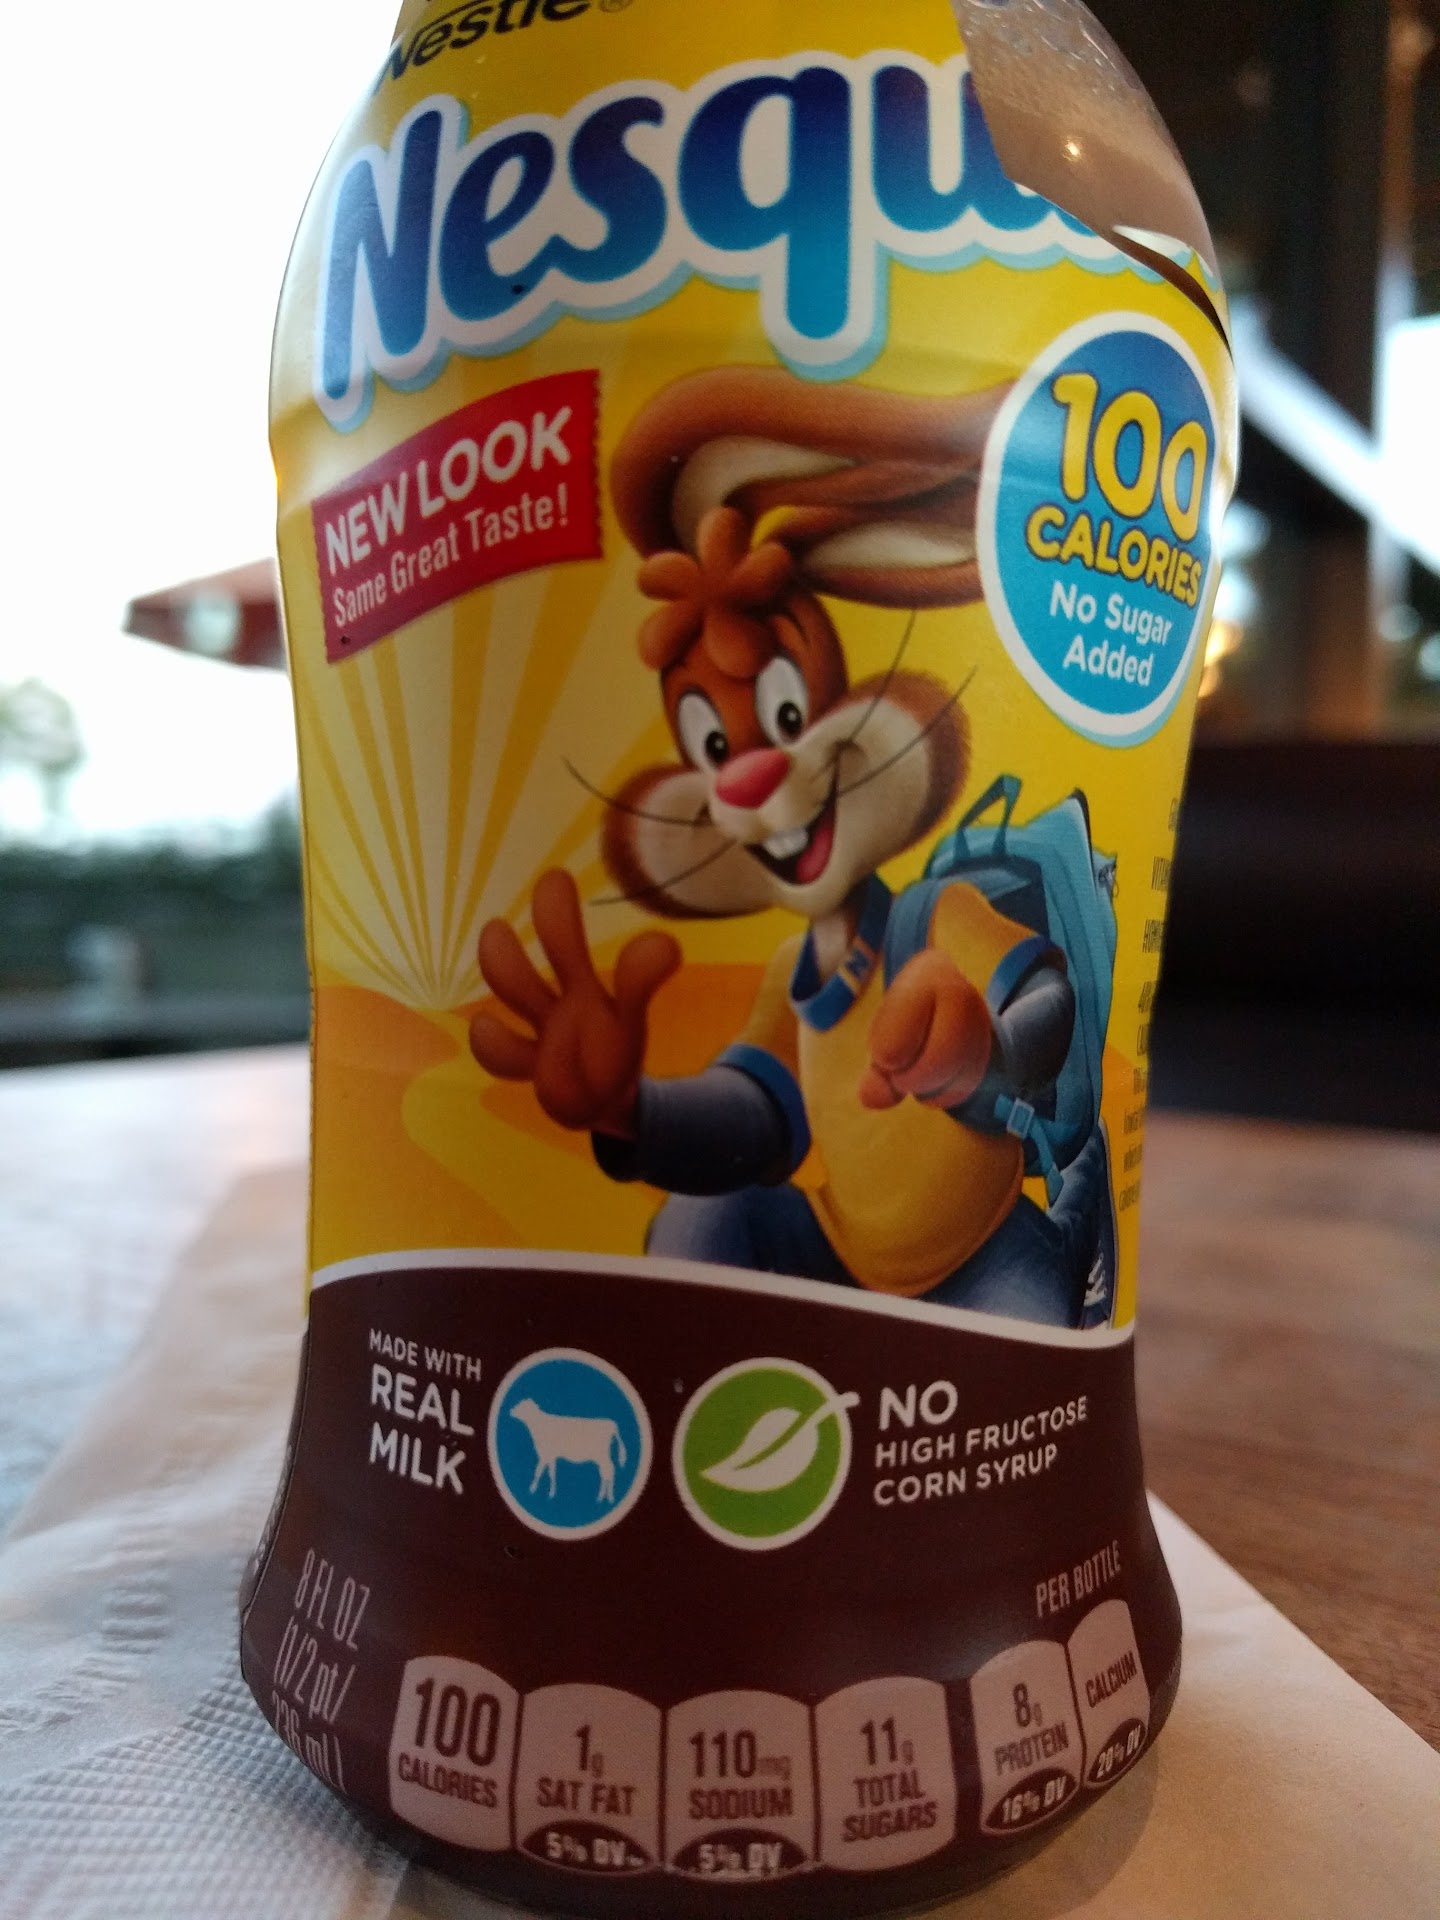 Nestlé®
Nesqu
NEW LOOK
Same Great Taste!
100
CALORIES
No Sugar
Added
N
MADE WITH
REAL
MILK
NO
HIGH FRUCTOSE
CORN SYRUP
8 FL OZ
(1/2 pt/
236 mL)
PER BOTTLE
100
CALORIES
1g
SAT FAT
5% DV
110mg
SODIUM
5% DV
11g
TOTAL
SUGARS
8g
PROTEIN
16% DV
CALCIUM
20% DV